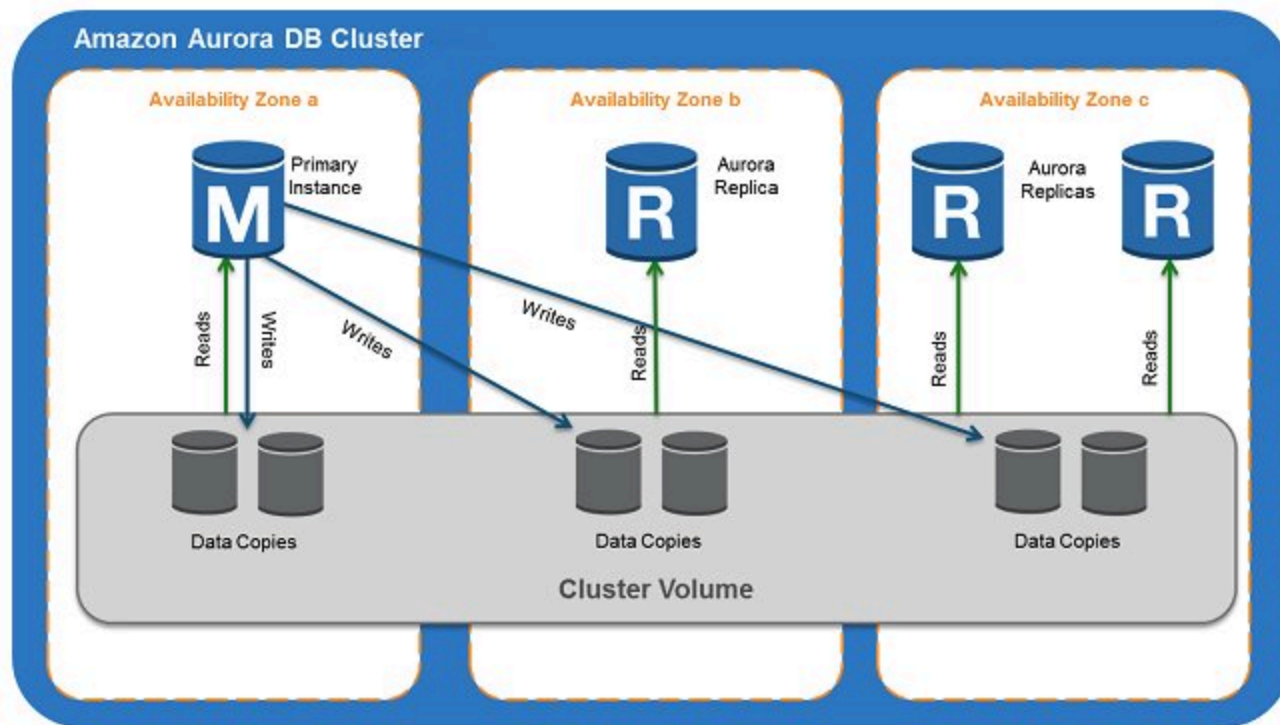 Amazon Aurora DB Cluster
Availability Zone a
Availability Zone b
Availability Zone c
M
Primary
Instance
R
Aurora
Replica
R
Aurora
Replicas
R
Reads
Writes
Writes
Writes
Reads
Reads
Reads
Data Copies
Data Copies
Data Copies
Cluster Volume